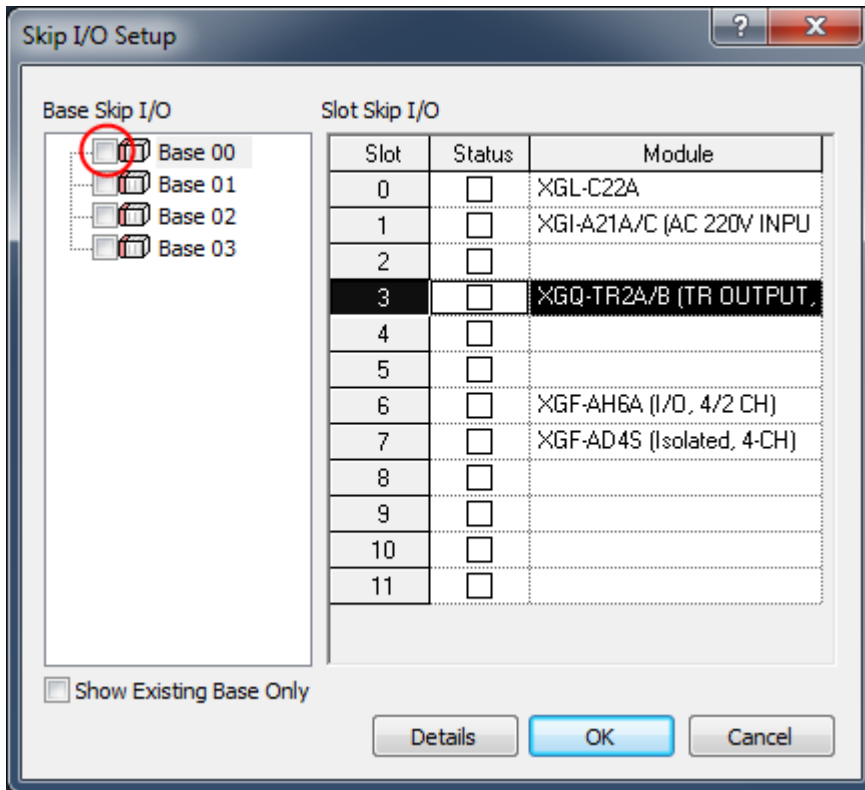 Skip I/O Setup
Base Skip I/O
Base 00
Base 01
Base 02
Base 03
Show Existing Base Only
Slot Skip I/O
Slot Status Module
0 XGL-C22A
1 XGI-A21A/C (AC 220V INPU
2
3 XGQ-TR2A/B (TR OUTPUT,
4
5
6 XGF-AH6A (I/O, 4/2 CH)
7 XGF-AD4S (Isolated, 4-CH)
8
9
10
11
Details OK Cancel